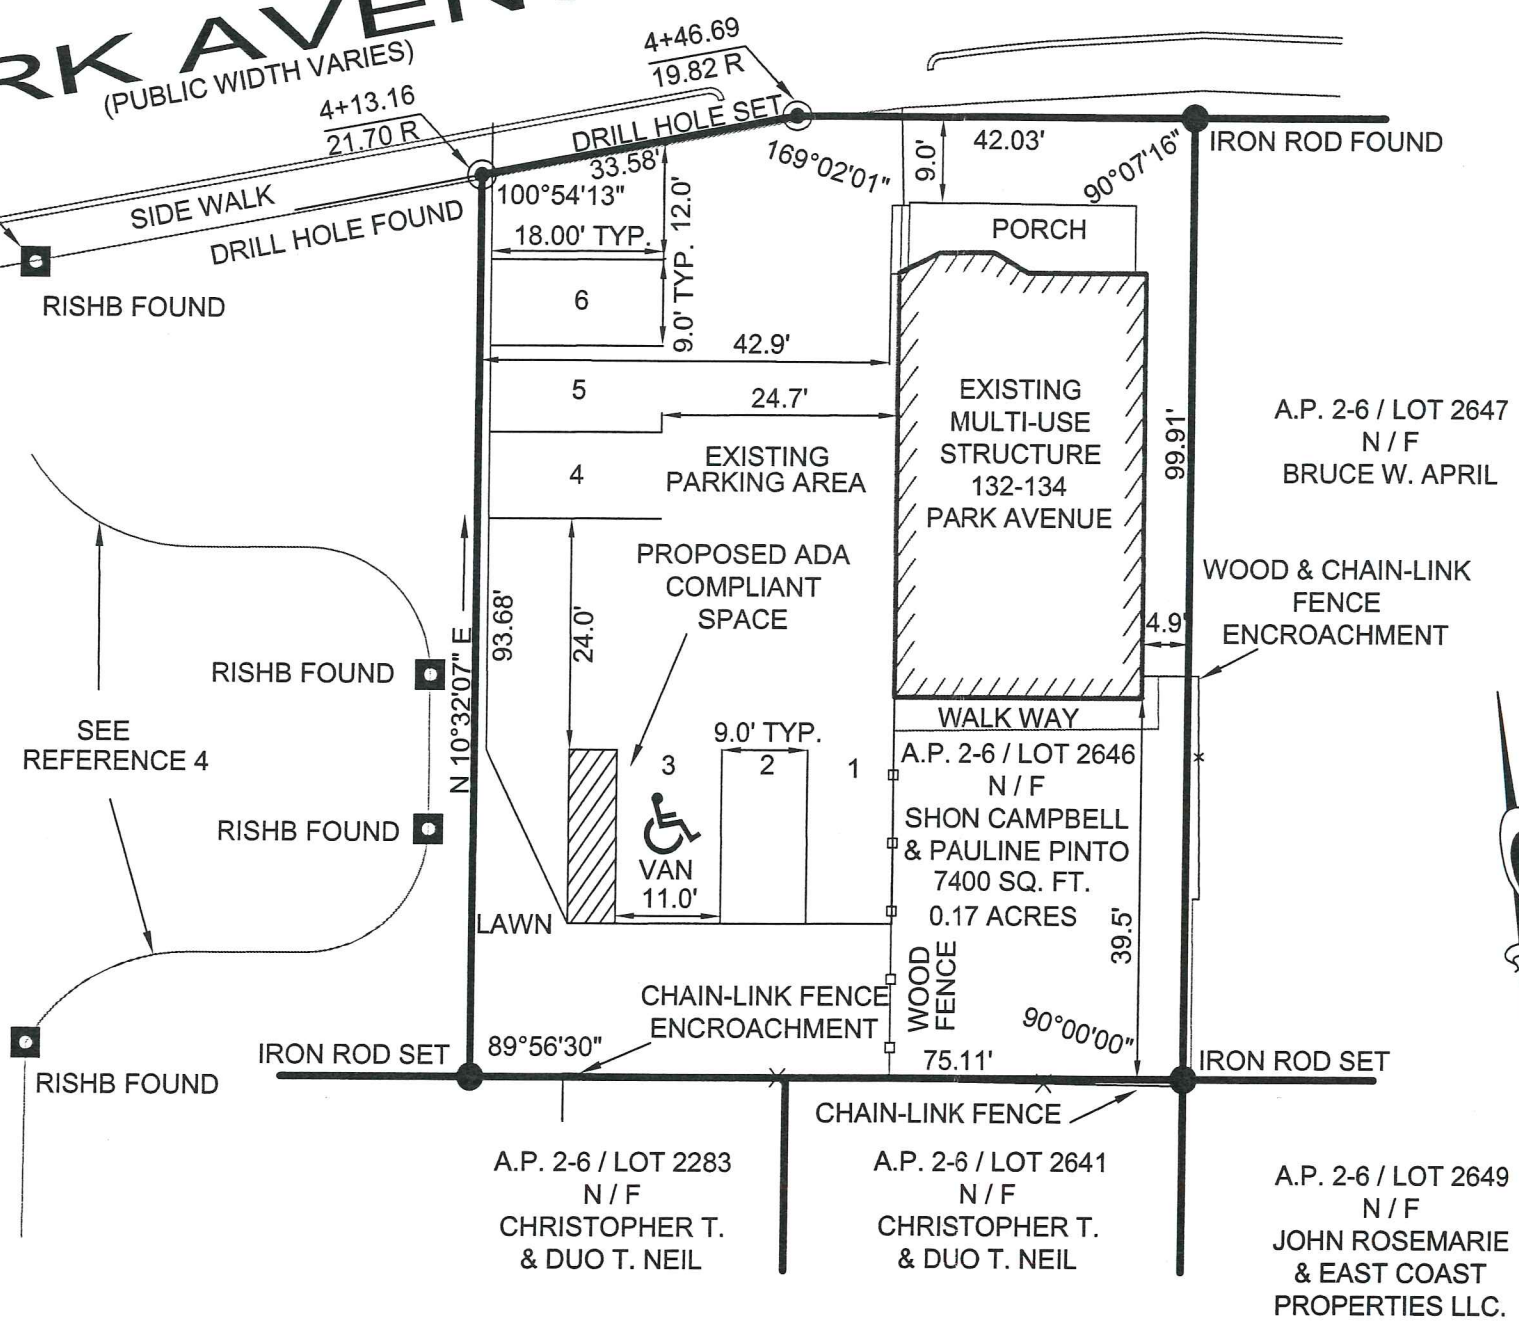 RK AVEN
(PUBLIC WIDTH VARIES)
4+13.16
21.70 R
4+46.69
19.82 R
DRILL HOLE SET
33.58'
169°02'01"
42.03'
9.0'
90°07'16"
IRON ROD FOUND
SIDE WALK
DRILL HOLE FOUND
100°54'13"
18.00' TYP.
12.0'
9.0' TYP.
PORCH
RISHB FOUND
6
42.9'
5
24.7'
4
EXISTING
PARKING AREA
EXISTING
MULTI-USE
STRUCTURE
132-134
PARK AVENUE
99.91'
A.P. 2-6 / LOT 2647
N / F
BRUCE W. APRIL
PROPOSED ADA
COMPLIANT
SPACE
WOOD & CHAIN-LINK
FENCE
ENCROACHMENT
4.9'
N 10°32'07" E
93.68'
24.0'
RISHB FOUND
SEE
REFERENCE 4
RISHB FOUND
WALK WAY
9.0' TYP.
3
2
1
VAN
11.0'
A.P. 2-6 / LOT 2646
N / F
SHON CAMPBELL
& PAULINE PINTO
7400 SQ. FT.
0.17 ACRES
39.5'
LAWN
WOOD
FENCE
CHAIN-LINK FENCE
ENCROACHMENT
89°56'30"
90°00'00"
75.11'
IRON ROD SET
IRON ROD SET
RISHB FOUND
CHAIN-LINK FENCE
A.P. 2-6 / LOT 2283
N / F
CHRISTOPHER T.
& DUO T. NEIL
A.P. 2-6 / LOT 2641
N / F
CHRISTOPHER T.
& DUO T. NEIL
A.P. 2-6 / LOT 2649
N / F
JOHN ROSEMARIE
& EAST COAST
PROPERTIES LLC.